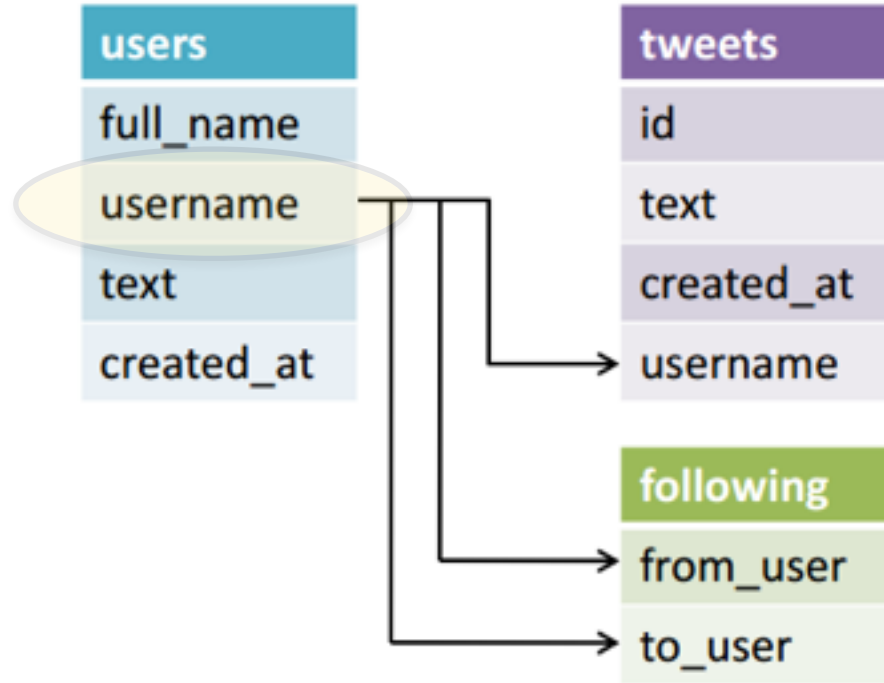 users
full_name
username
text
created_at
tweets
id
text
created_at
username
following
from_user
to_user